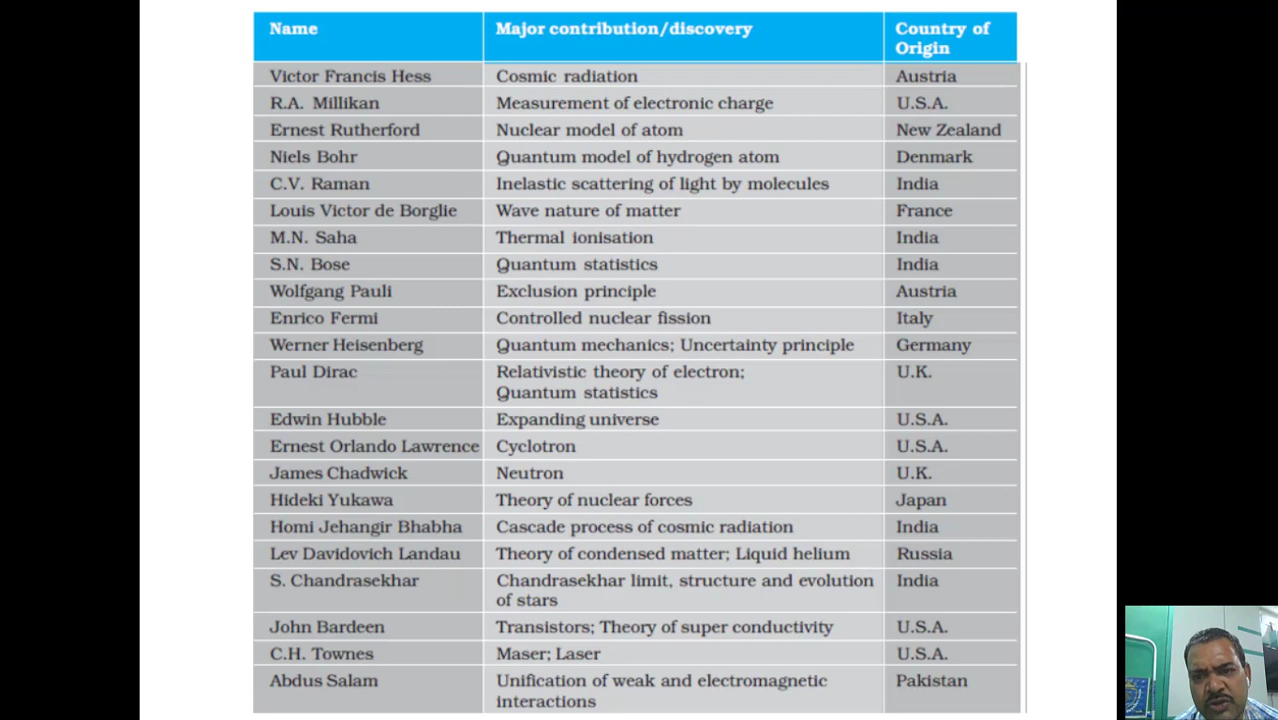 Name Major contribution/discovery Country of
Origin
Victor Francis Hess Cosmic radiation Austria
R.A. Millikan Measurement of electronic charge U.S.A.
Ernest Rutherford Nuclear model of atom New Zealand
Niels Bohr Quantum model of hydrogen atom Denmark
C.V. Raman Inelastic scattering of light by molecules India
Louis Victor de Borglie Wave nature of matter France
M.N. Saha Thermal ionisation India
S.N. Bose Quantum statistics India
Wolfgang Pauli Exclusion principle Austria
Enrico Fermi Controlled nuclear fission Italy
Werner Heisenberg Quantum mechanics; Uncertainty principle Germany
Paul Dirac Relativistic theory of electron; U.K.
Quantum statistics
Edwin Hubble Expanding universe U.S.A.
Ernest Orlando Lawrence Cyclotron U.S.A.
James Chadwick Neutron U.K.
Hideki Yukawa Theory of nuclear forces Japan
Homi Jehangir Bhabha Cascade process of cosmic radiation India
Lev Davidovich Landau Theory of condensed matter; Liquid helium Russia
S. Chandrasekhar Chandrasekhar limit, structure and evolution India
of stars
John Bardeen Transistors; Theory of super conductivity U.S.A.
C.H. Townes Maser; Laser U.S.A.
Abdus Salam Unification of weak and electromagnetic Pakistan
interactions